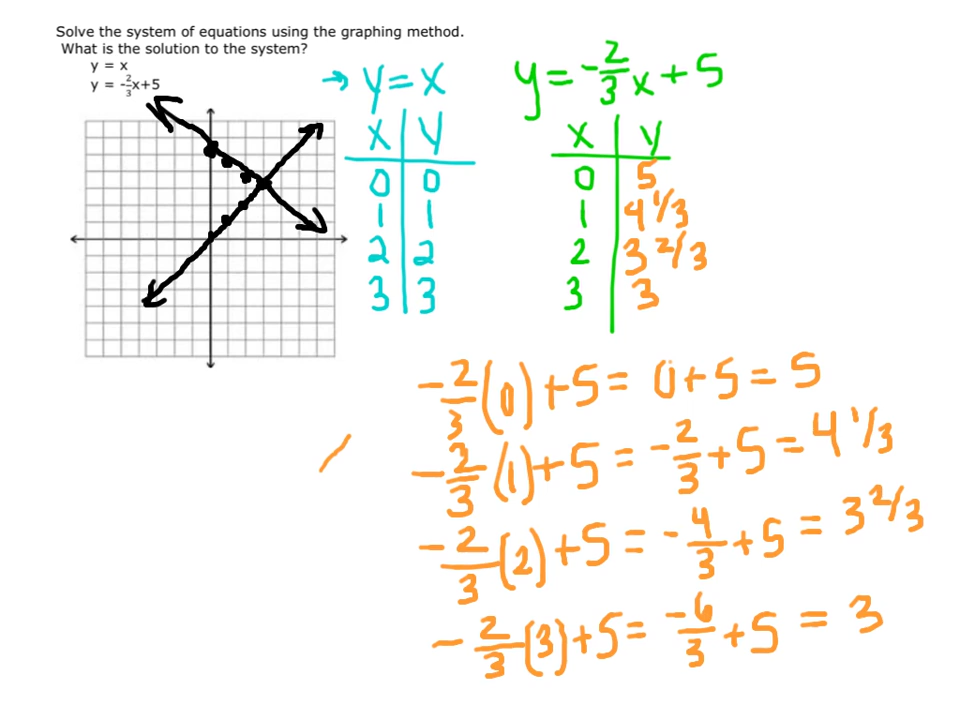 Solve the system of equations using the graphing method.
What is the solution to the system?
y = x
y = -2/3x+5
→ y = x
x | y
0 | 0
1 | 1
2 | 2
3 | 3
y = -2/3 x + 5
x | y
0 | 5
1 | 4 1/3
2 | 3 2/3
3 | 3
-2/3 (0) + 5 = 0 + 5 = 5
-2/3 (1) + 5 = -2/3 + 5 = 4 1/3
-2/3 (2) + 5 = -4/3 + 5 = 3 2/3
-2/3 (3) + 5 = -6/3 + 5 = 3